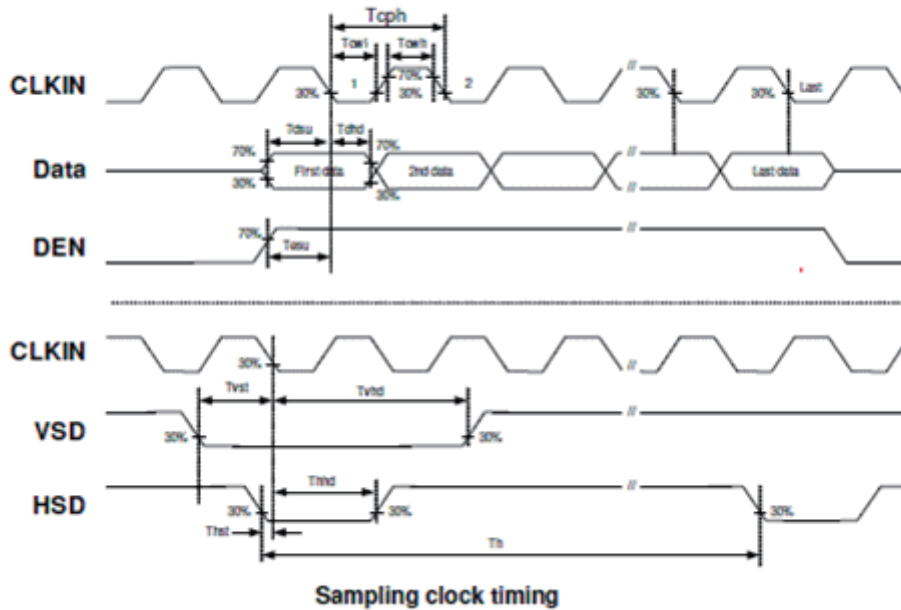 Tcph
Tcwl Tcwh
CLKIN 30% 1 70% 30% 2 30% 30% Last
Tdsu Tdhd
70% 70%
Data First data 2nd data Last data
30% 30%
DEN 70% Tesu
CLKIN 30%
Tvst Tvhd
VSD 30% 30%
Thhd
HSD 30% 30% 30%
Thst
Th
Sampling clock timing